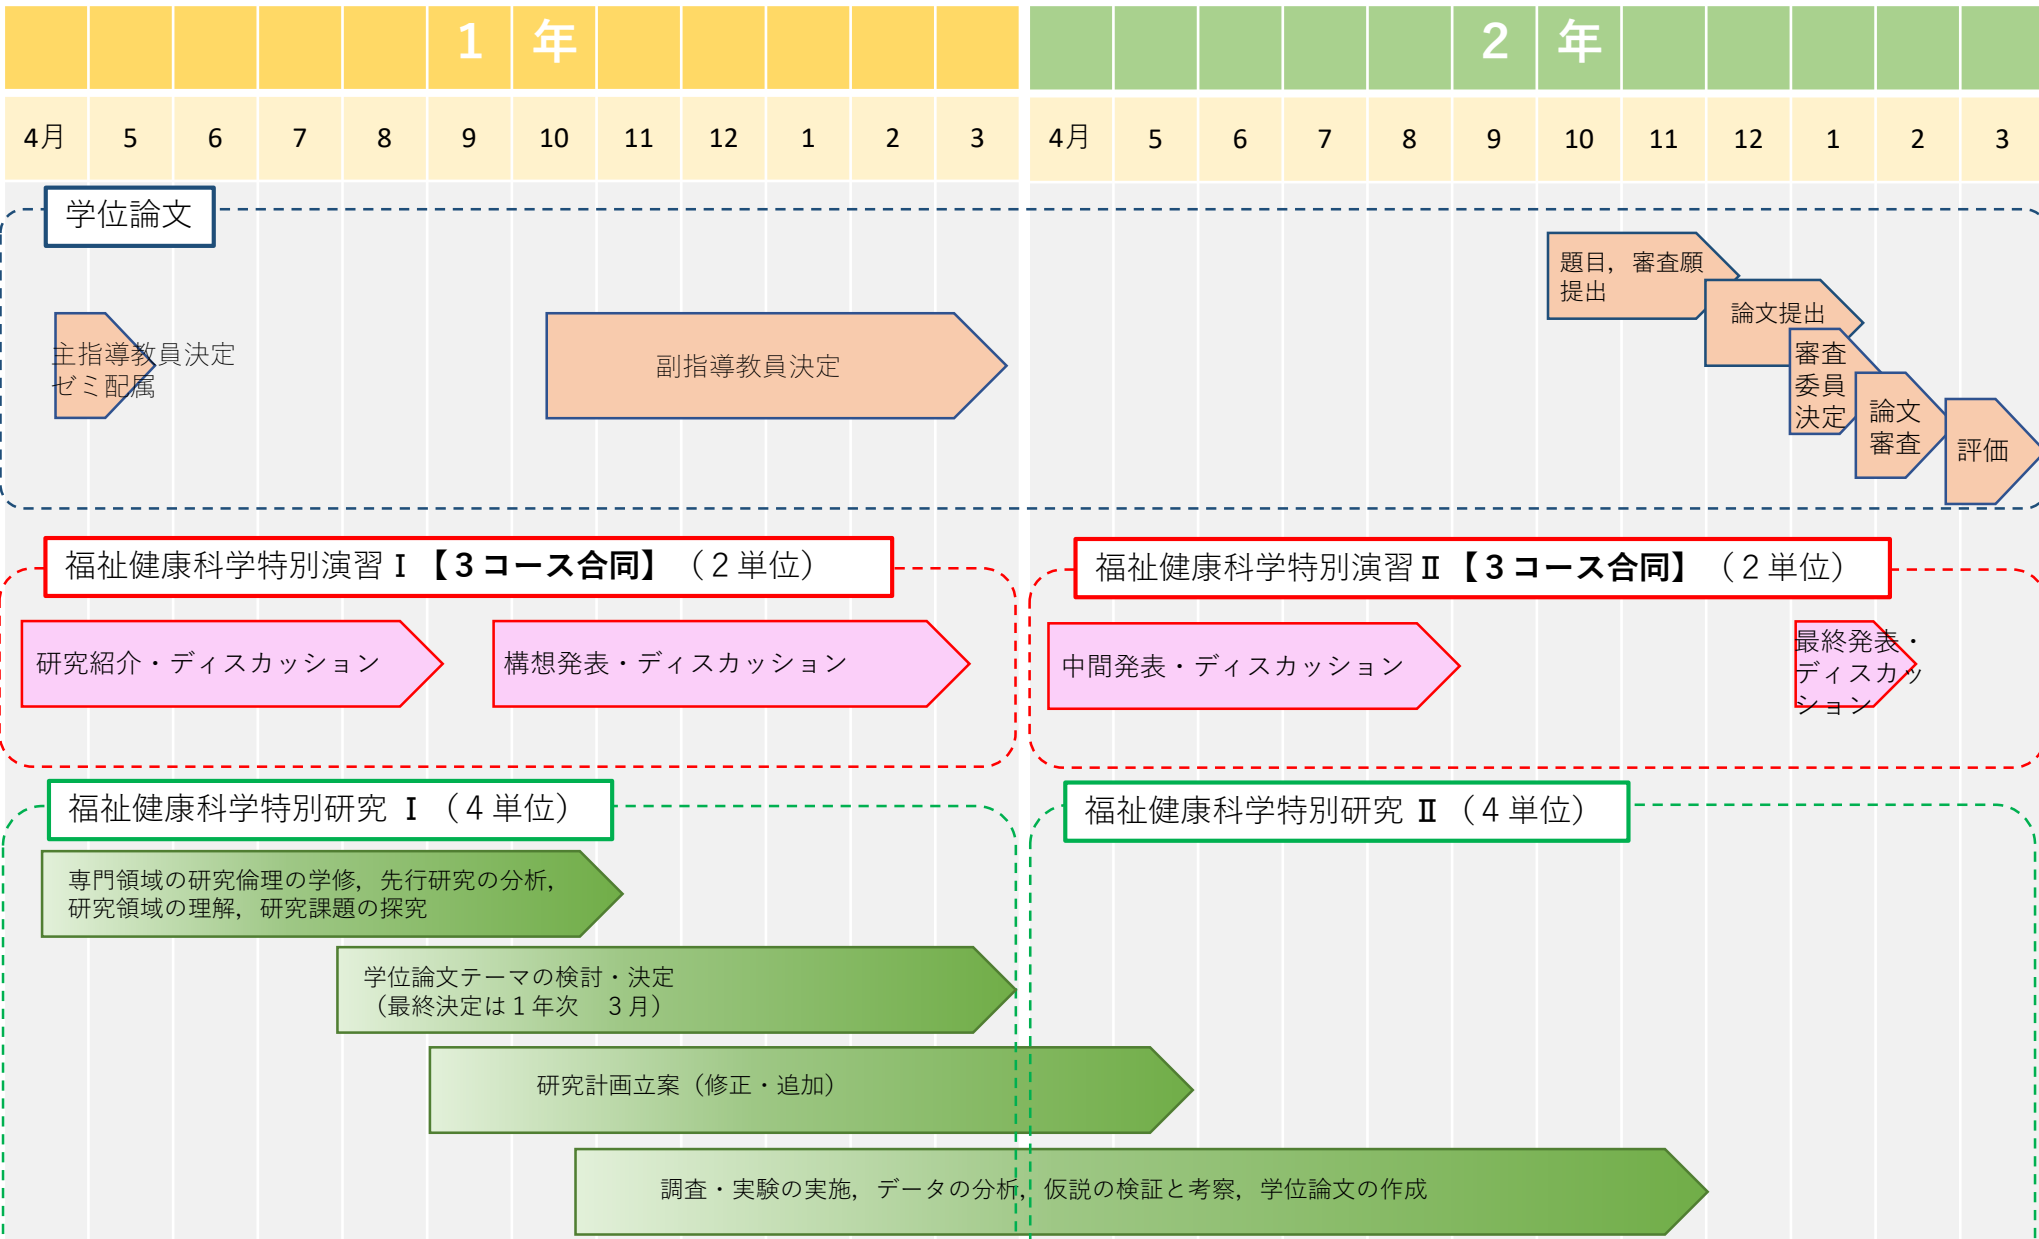 1 年
2 年
4月 5 6 7 8 9 10 11 12 1 2 3 4月 5 6 7 8 9 10 11 12 1 2 3
学位論文
主指導教員決定
ゼミ配属
副指導教員決定
題目，審査願
提出
論文提出
審査
委員
決定
論文
審査
評価
福祉健康科学特別演習Ⅰ【３コース合同】（２単位）
福祉健康科学特別演習Ⅱ【３コース合同】（２単位）
研究紹介・ディスカッション
構想発表・ディスカッション
中間発表・ディスカッション
最終発表・
ディスカッ
ション
福祉健康科学特別研究 Ⅰ （４単位）
福祉健康科学特別研究 Ⅱ （４単位）
専門領域の研究倫理の学修，先行研究の分析，
研究領域の理解，研究課題の探究
学位論文テーマの検討・決定
（最終決定は１年次　３月）
研究計画立案（修正・追加）
調査・実験の実施，データの分析，仮説の検証と考察，学位論文の作成